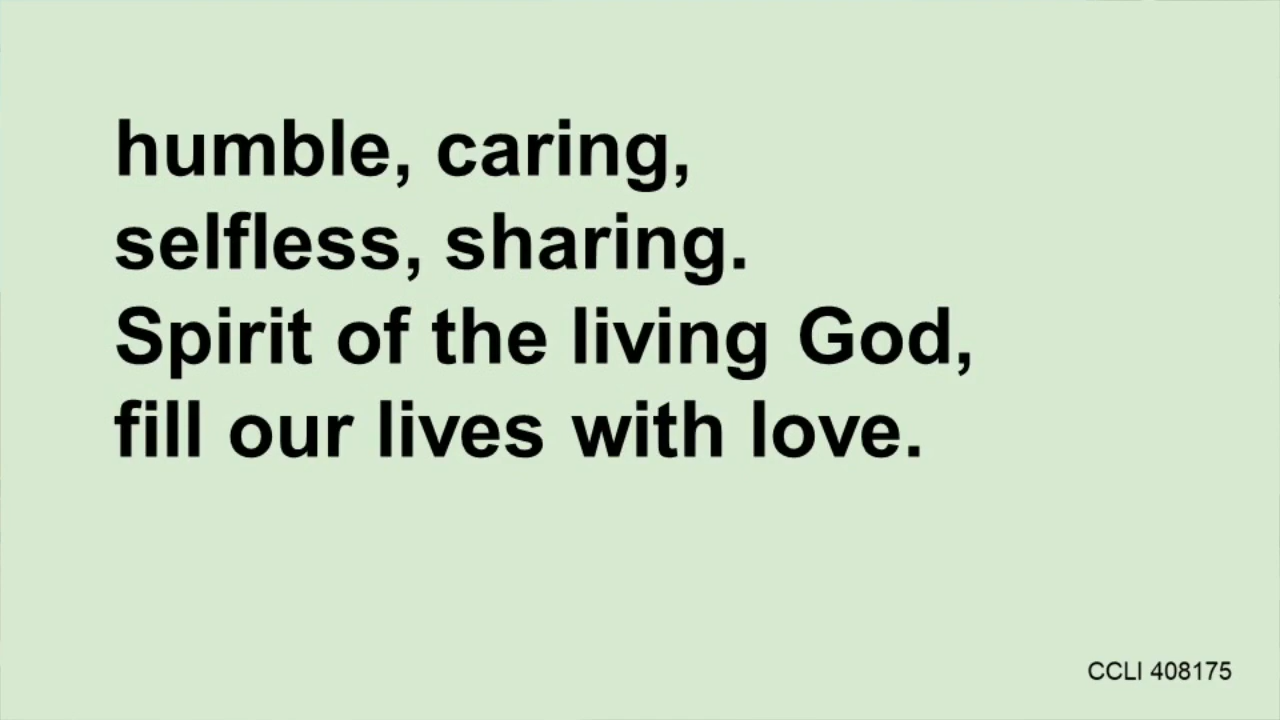 humble, caring,
selfless, sharing.
Spirit of the living God,
fill our lives with love.
CCLI 408175